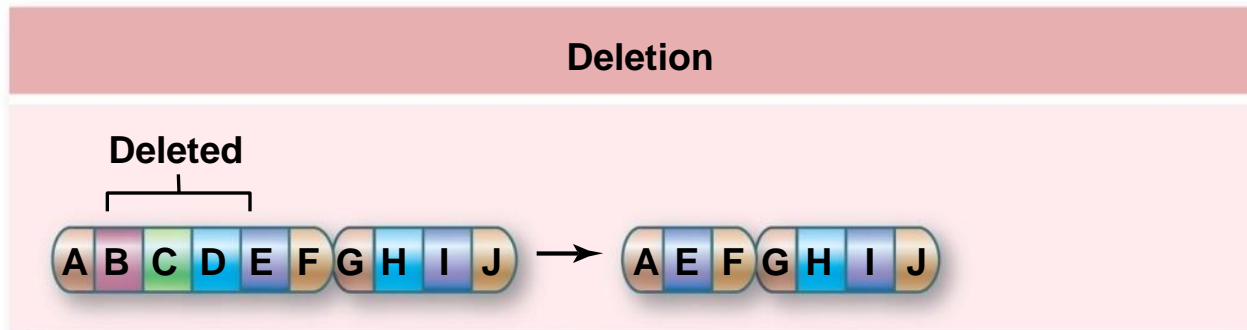 Deletion
Deleted
A B C D E F G H I J A E F G H I J